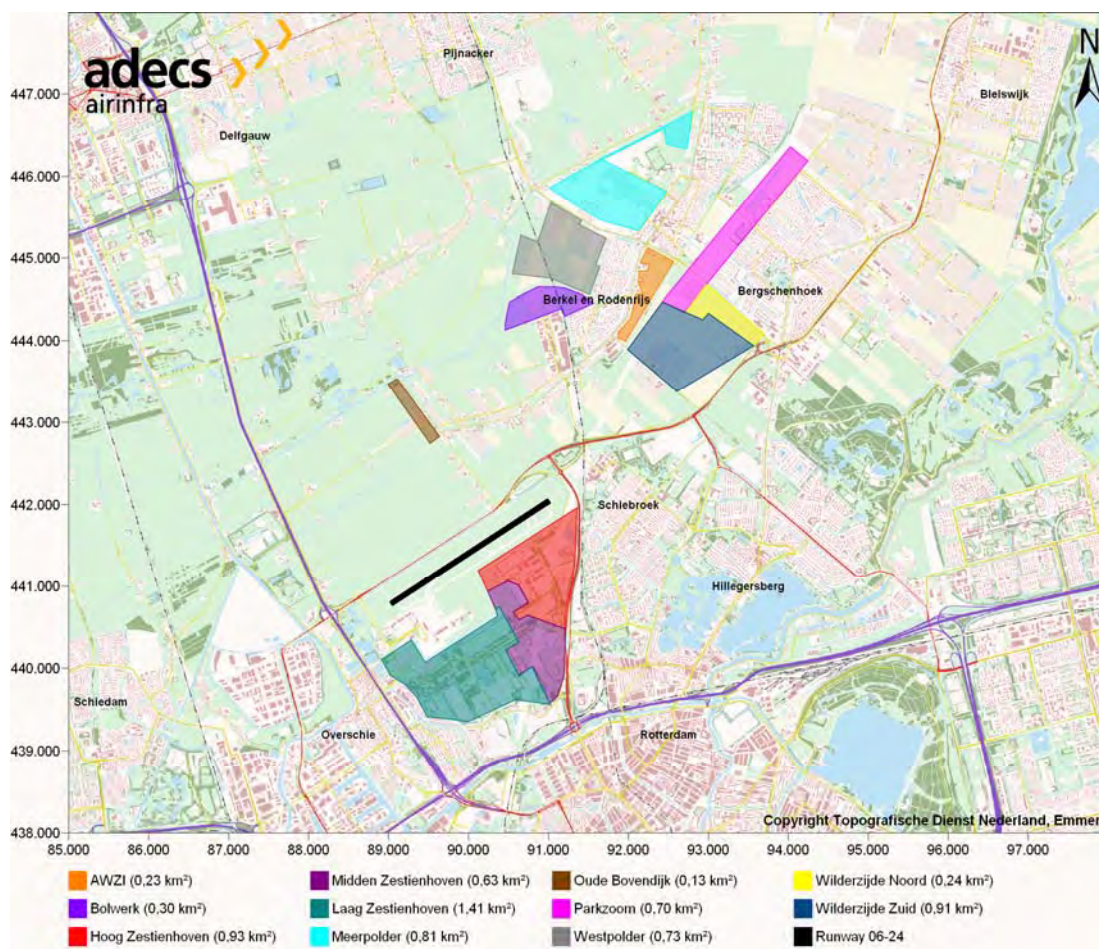 adecs
airinfra
N
Pijnacker
Bleiswijk
Delfgauw
447.000
446.000
445.000
444.000
443.000
442.000
441.000
440.000
439.000
438.000
Berkel en Rodenrijs
Bergschenhoek
Schiebroek
Hillegersberg
Schiedam
Overschie
Rotterdam
Copyright Topografische Dienst Nederland, Emmen
85.000 86.000 87.000 88.000 89.000 90.000 91.000 92.000 93.000 94.000 95.000 96.000 97.000
AWZI (0,23 km²) Midden Zestienhoven (0,63 km²) Oude Bovendijk (0,13 km²) Wilderzijde Noord (0,24 km²)
Bolwerk (0,30 km²) Laag Zestienhoven (1,41 km²) Parkzoom (0,70 km²) Wilderzijde Zuid (0,91 km²)
Hoog Zestienhoven (0,93 km²) Meerpolder (0,81 km²) Westpolder (0,73 km²) Runway 06-24